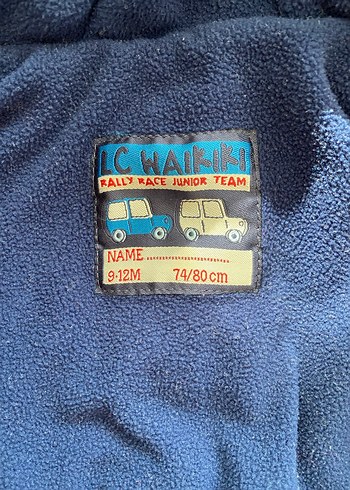 LC WAIKIKI
RALLY RACE JUNIOR TEAM
NAME........................
9-12M 74/80cm